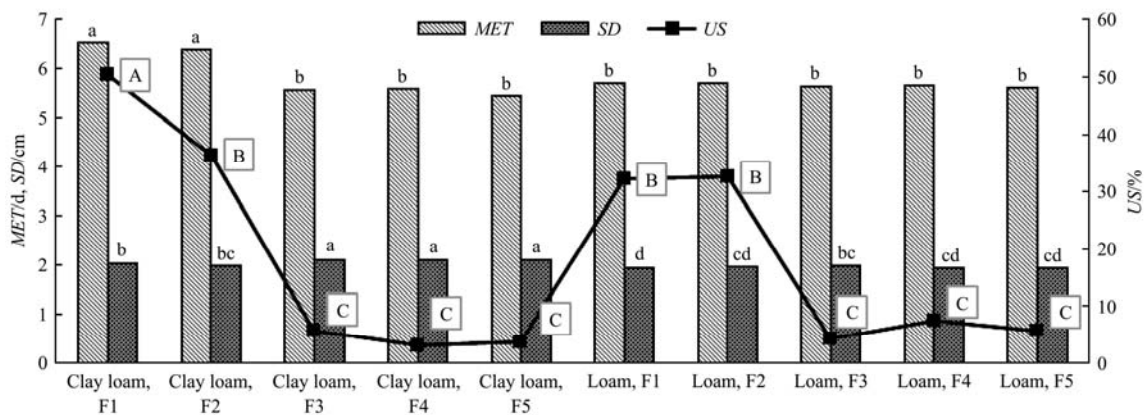 MET SD US
7
6
5
4
3
2
1
0
MET/d, SD/cm
60
50
40
30
20
10
0
US/%
a a b b b b b b b b
A B C C C B B C C C
b bc a a a d cd bc cd cd
Clay loam, Clay loam, Clay loam, Clay loam, Clay loam, Loam, F1 Loam, F2 Loam, F3 Loam, F4 Loam, F5
F1 F2 F3 F4 F5